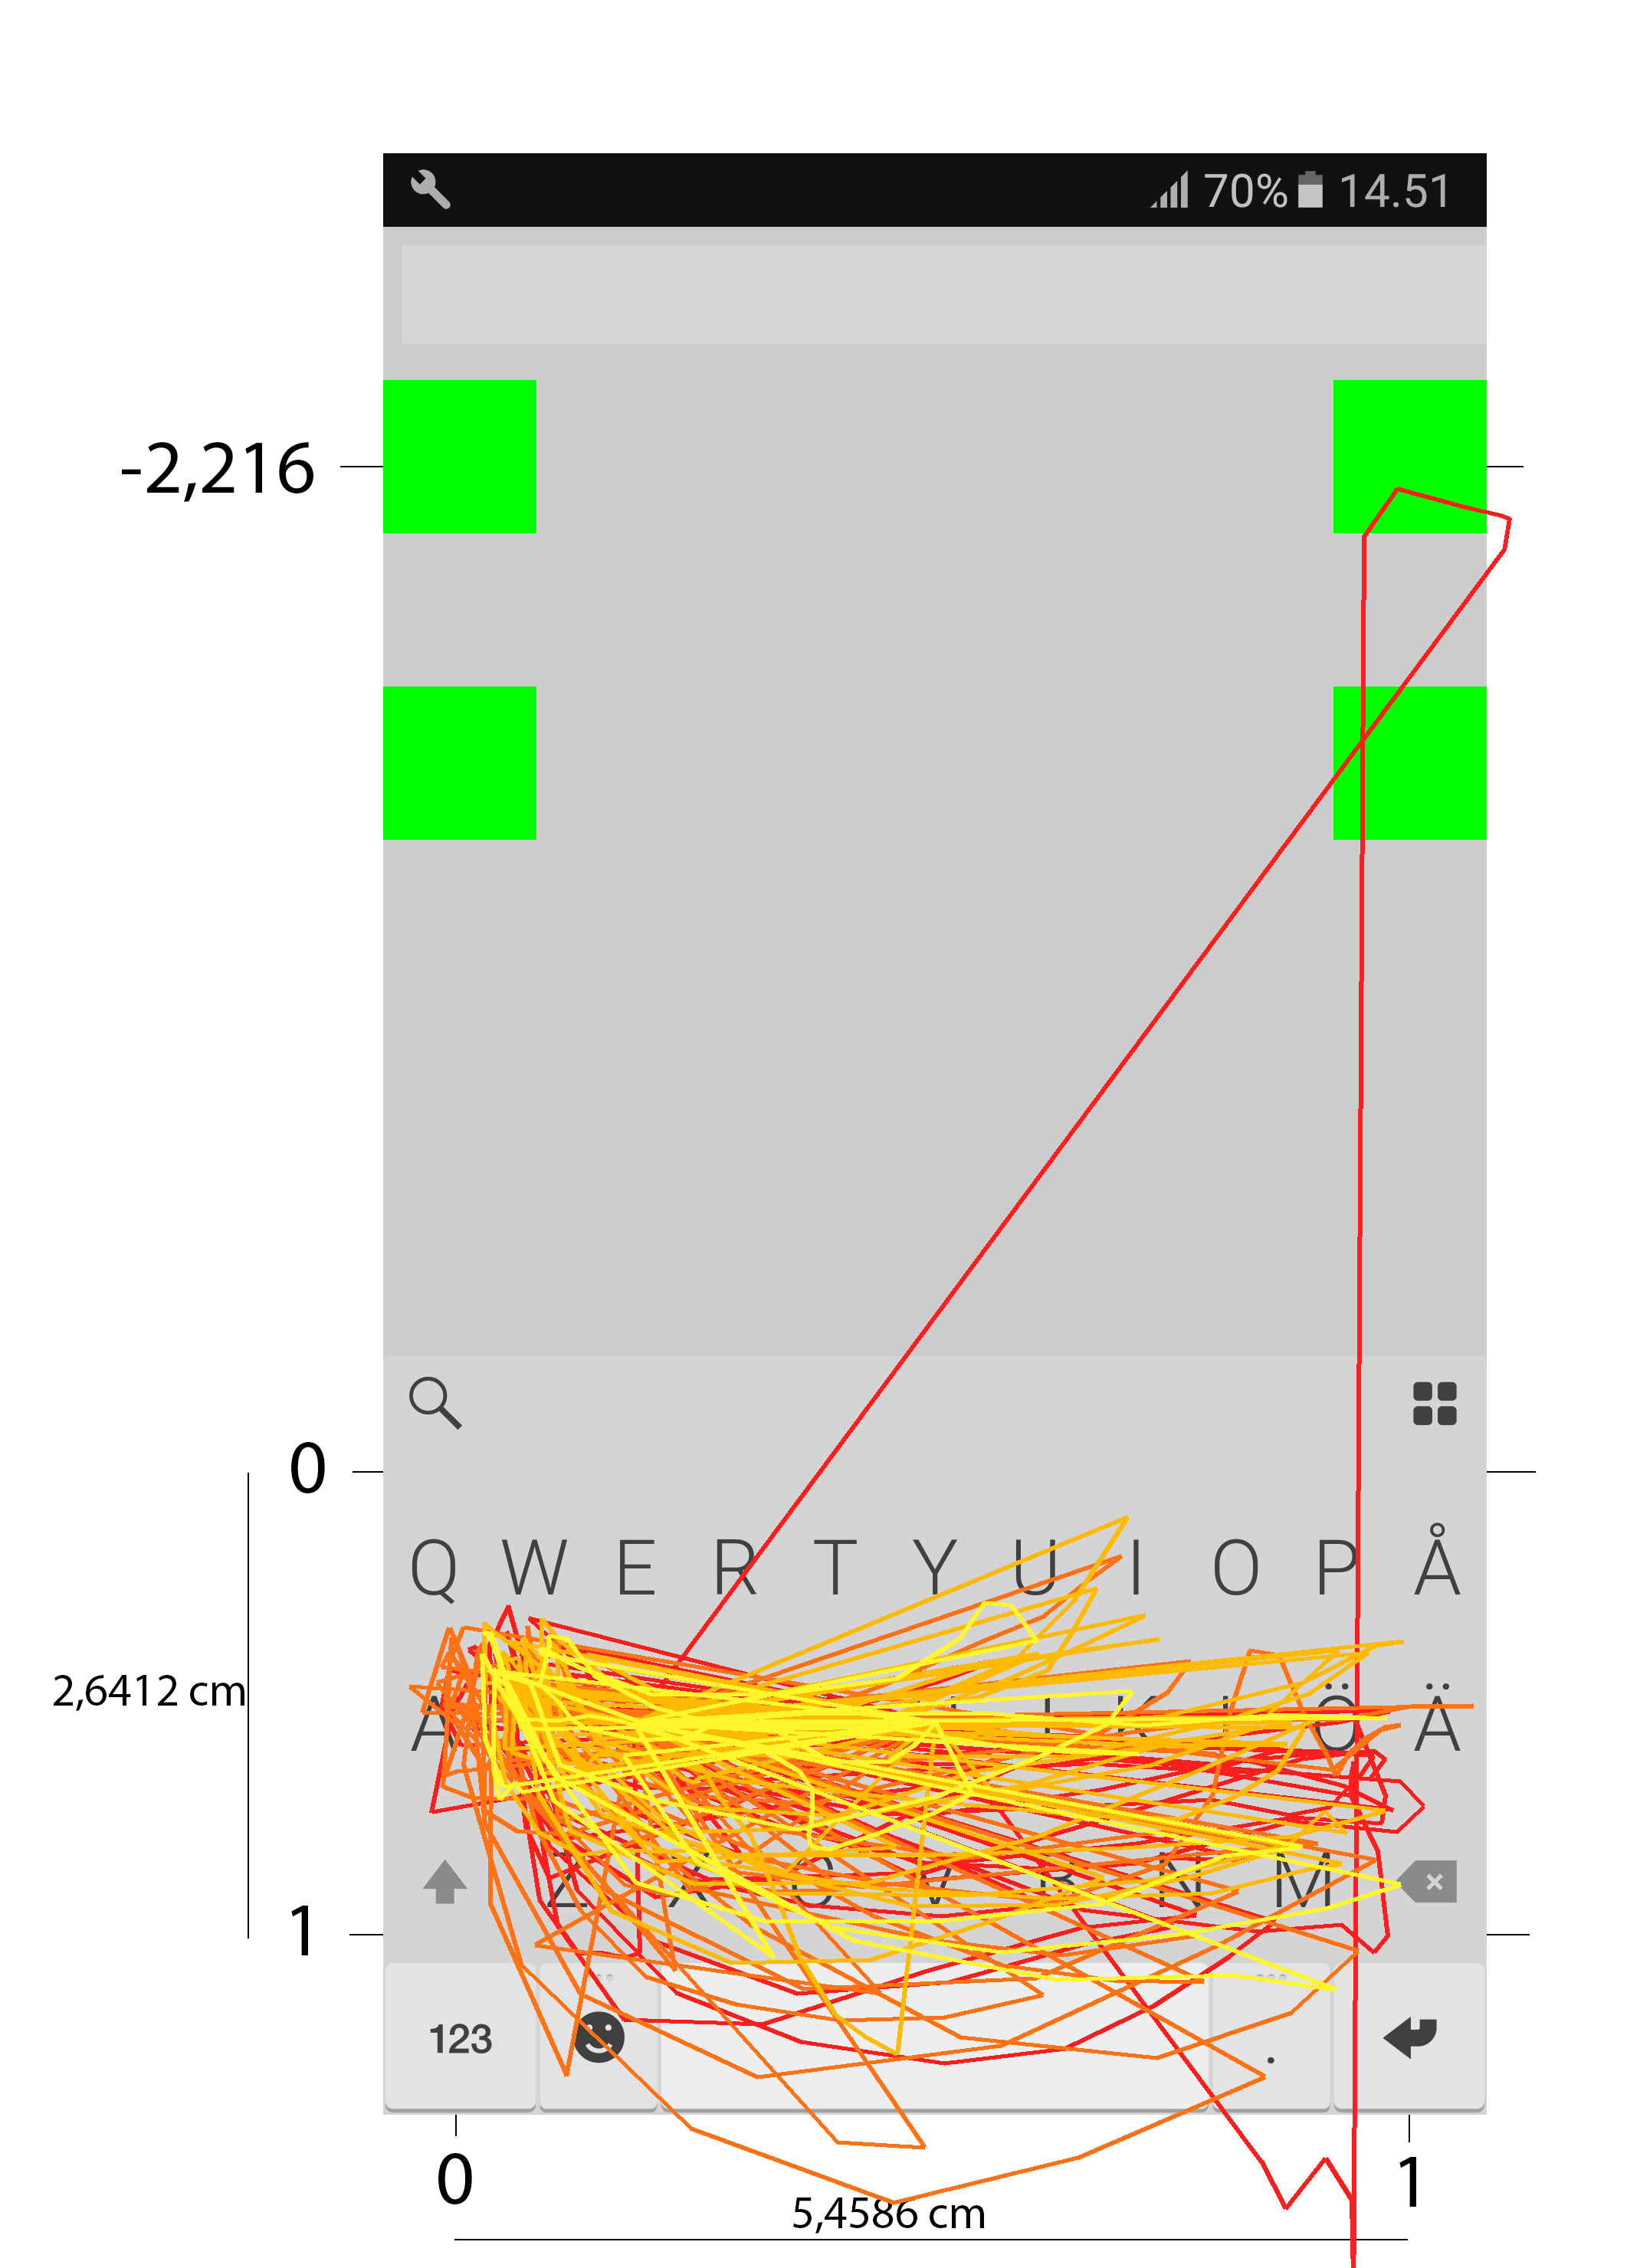 70% 14.51
-2,216
0
Q W E R T Y U I O P Å
2,6412 cm
A K Ö Ä
Z X C V B N M
1
123 .
0 1
5,4586 cm